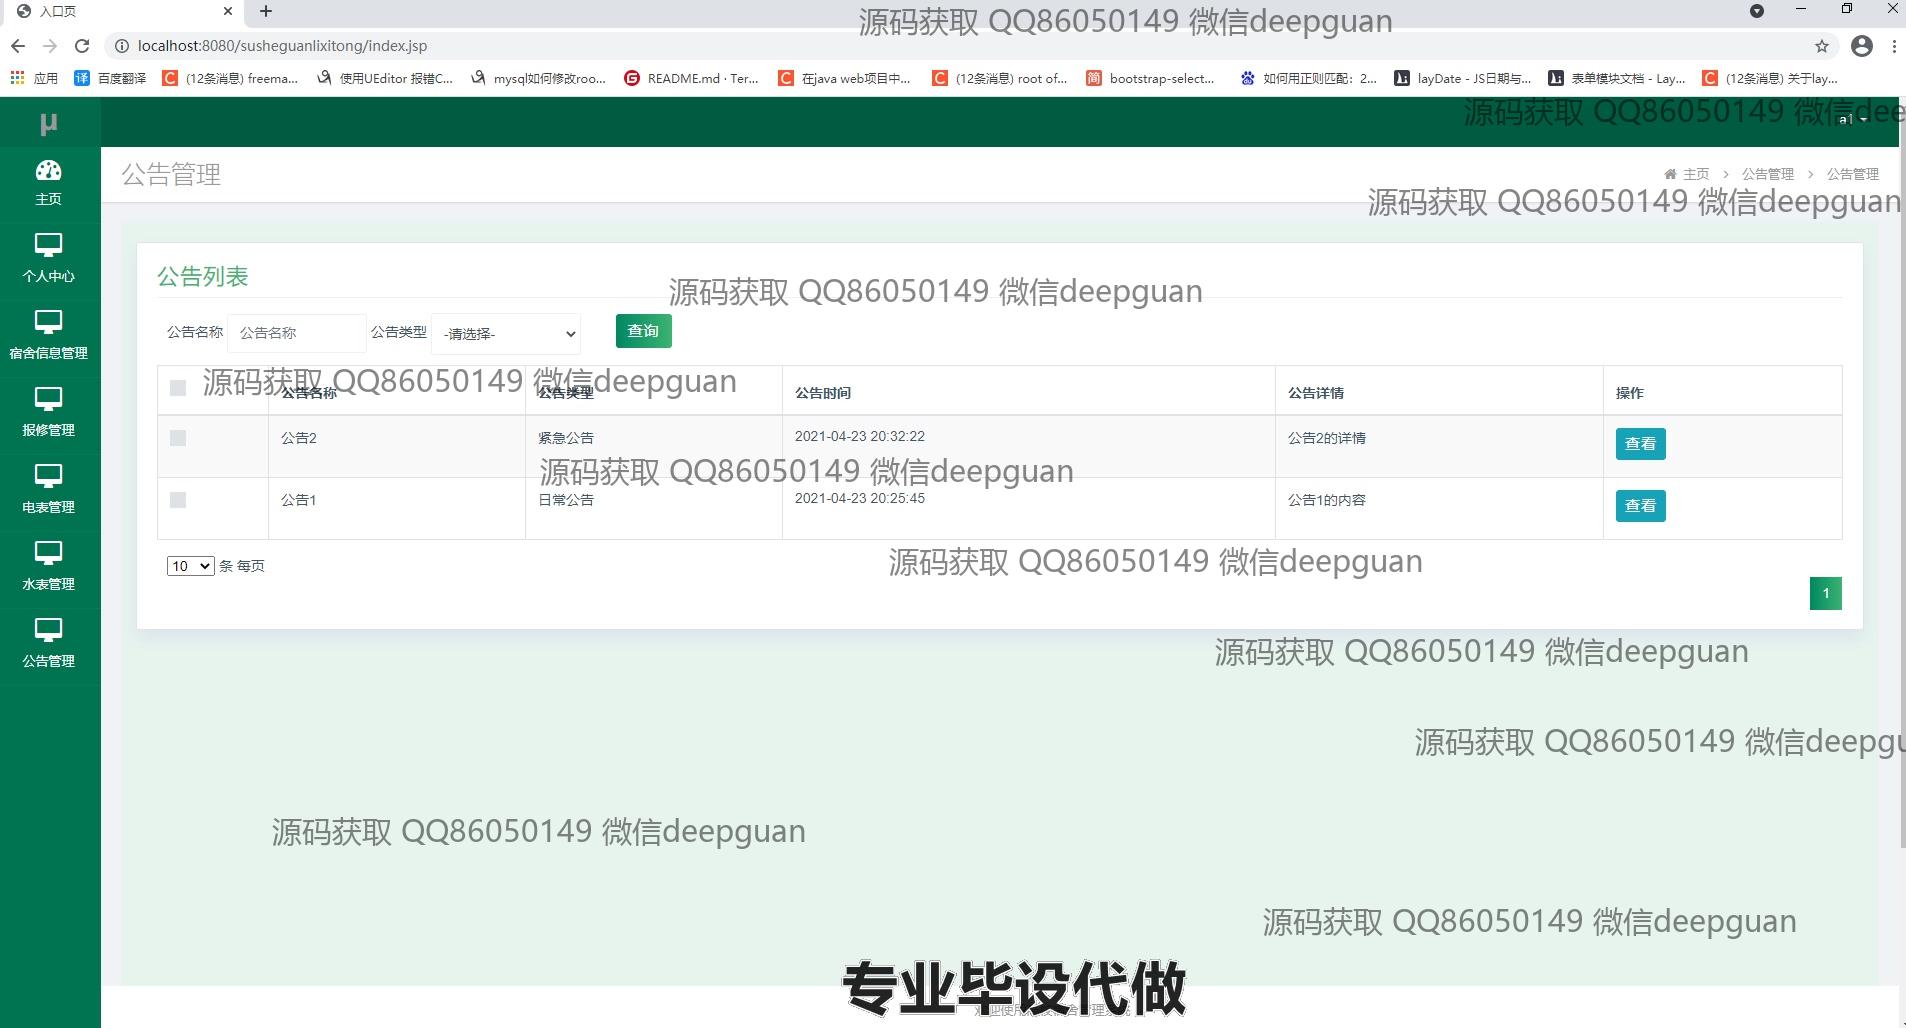 入口页
源码获取 QQ86050149 微信deepguan
localhost:8080/susheguanlixitong/index.jsp
应用 百度翻译 (12条消息) freema... 使用UEditor 报错C... mysql如何修改roo... README.md · Ter... 在java web项目中... (12条消息) root of... bootstrap-select... 如何用正则匹配：2... layDate - JS日期与... 表单模块文档 - Lay... (12条消息) 关于lay...
μ
源码获取 QQ86050149 微信dee
a1
主页
公告管理
主页 > 公告管理 > 公告管理
源码获取 QQ86050149 微信deepguan
个人中心
公告列表
源码获取 QQ86050149 微信deepguan
公告名称 公告名称 公告类型 -请选择- 查询
宿舍信息管理
源码获取 QQ86050149 微信deepguan
公告名称 公告类型 公告时间 公告详情 操作
报修管理
公告2 紧急公告 2021-04-23 20:32:22 公告2的详情 查看
源码获取 QQ86050149 微信deepguan
公告1 日常公告 2021-04-23 20:25:45 公告1的内容 查看
电表管理
10 条 每页
源码获取 QQ86050149 微信deepguan
水表管理
1
源码获取 QQ86050149 微信deepguan
公告管理
源码获取 QQ86050149 微信deepgu
源码获取 QQ86050149 微信deepguan
源码获取 QQ86050149 微信deepguan
专业毕设代做